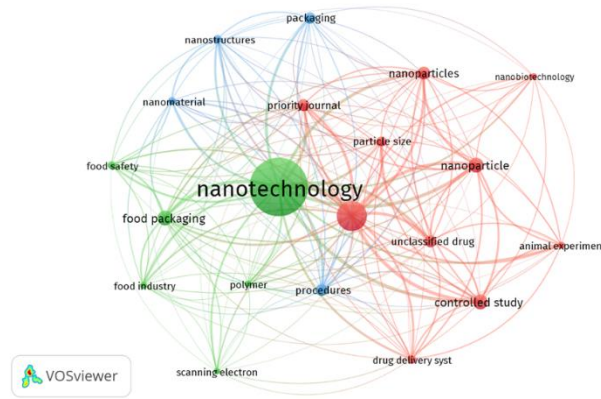 packaging
nanostructures
nanoparticles
nanobiotechnology
nanomaterial
priority journal
particle size
food safety
nanoparticle
nanotechnology
food packaging
unclassified drug
animal experiment
food industry
polymer
procedures
controlled study
drug delivery syst
scanning electron
VOSviewer